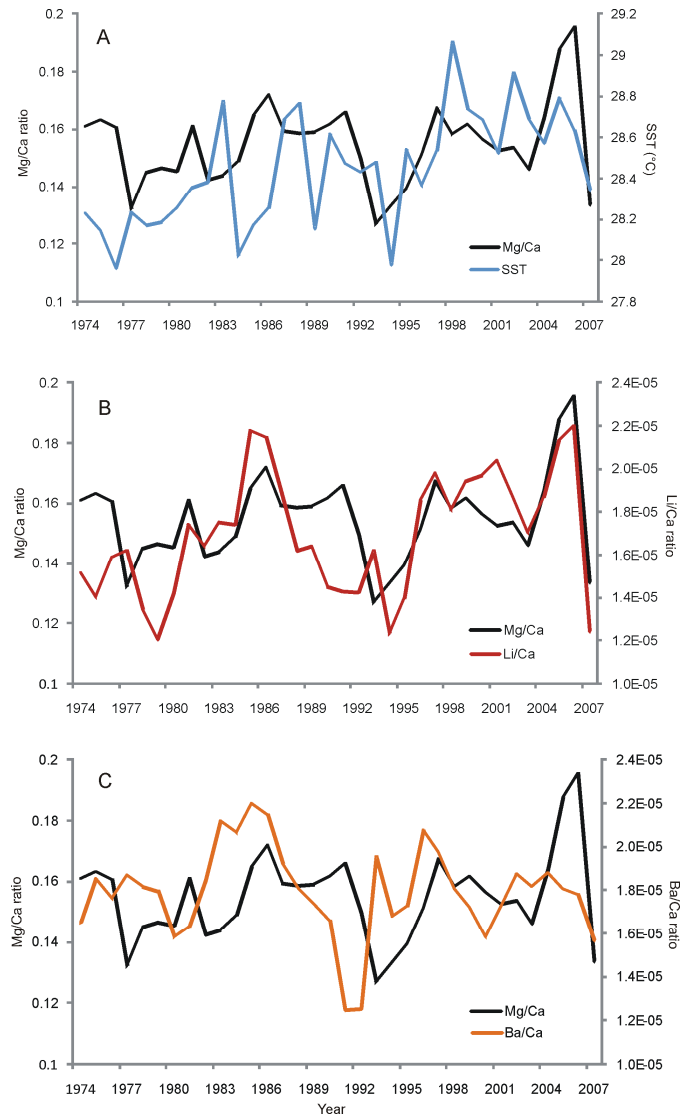 A
0.2
0.18
0.16
0.14
0.12
0.1
Mg/Ca ratio
29.2
29
28.8
28.6
28.4
28.2
28
27.8
SST (°C)
Mg/Ca
SST
1974 1977 1980 1983 1986 1989 1992 1995 1998 2001 2004 2007
B
0.2
0.18
0.16
0.14
0.12
0.1
Mg/Ca ratio
2.4E-05
2.2E-05
2.0E-05
1.8E-05
1.6E-05
1.4E-05
1.2E-05
1.0E-05
Li/Ca ratio
Mg/Ca
Li/Ca
1974 1977 1980 1983 1986 1989 1992 1995 1998 2001 2004 2007
C
0.2
0.18
0.16
0.14
0.12
0.1
Mg/Ca ratio
2.4E-05
2.2E-05
2.0E-05
1.8E-05
1.6E-05
1.4E-05
1.2E-05
1.0E-05
Ba/Ca ratio
Mg/Ca
Ba/Ca
1974 1977 1980 1983 1986 1989 1992 1995 1998 2001 2004 2007
Year